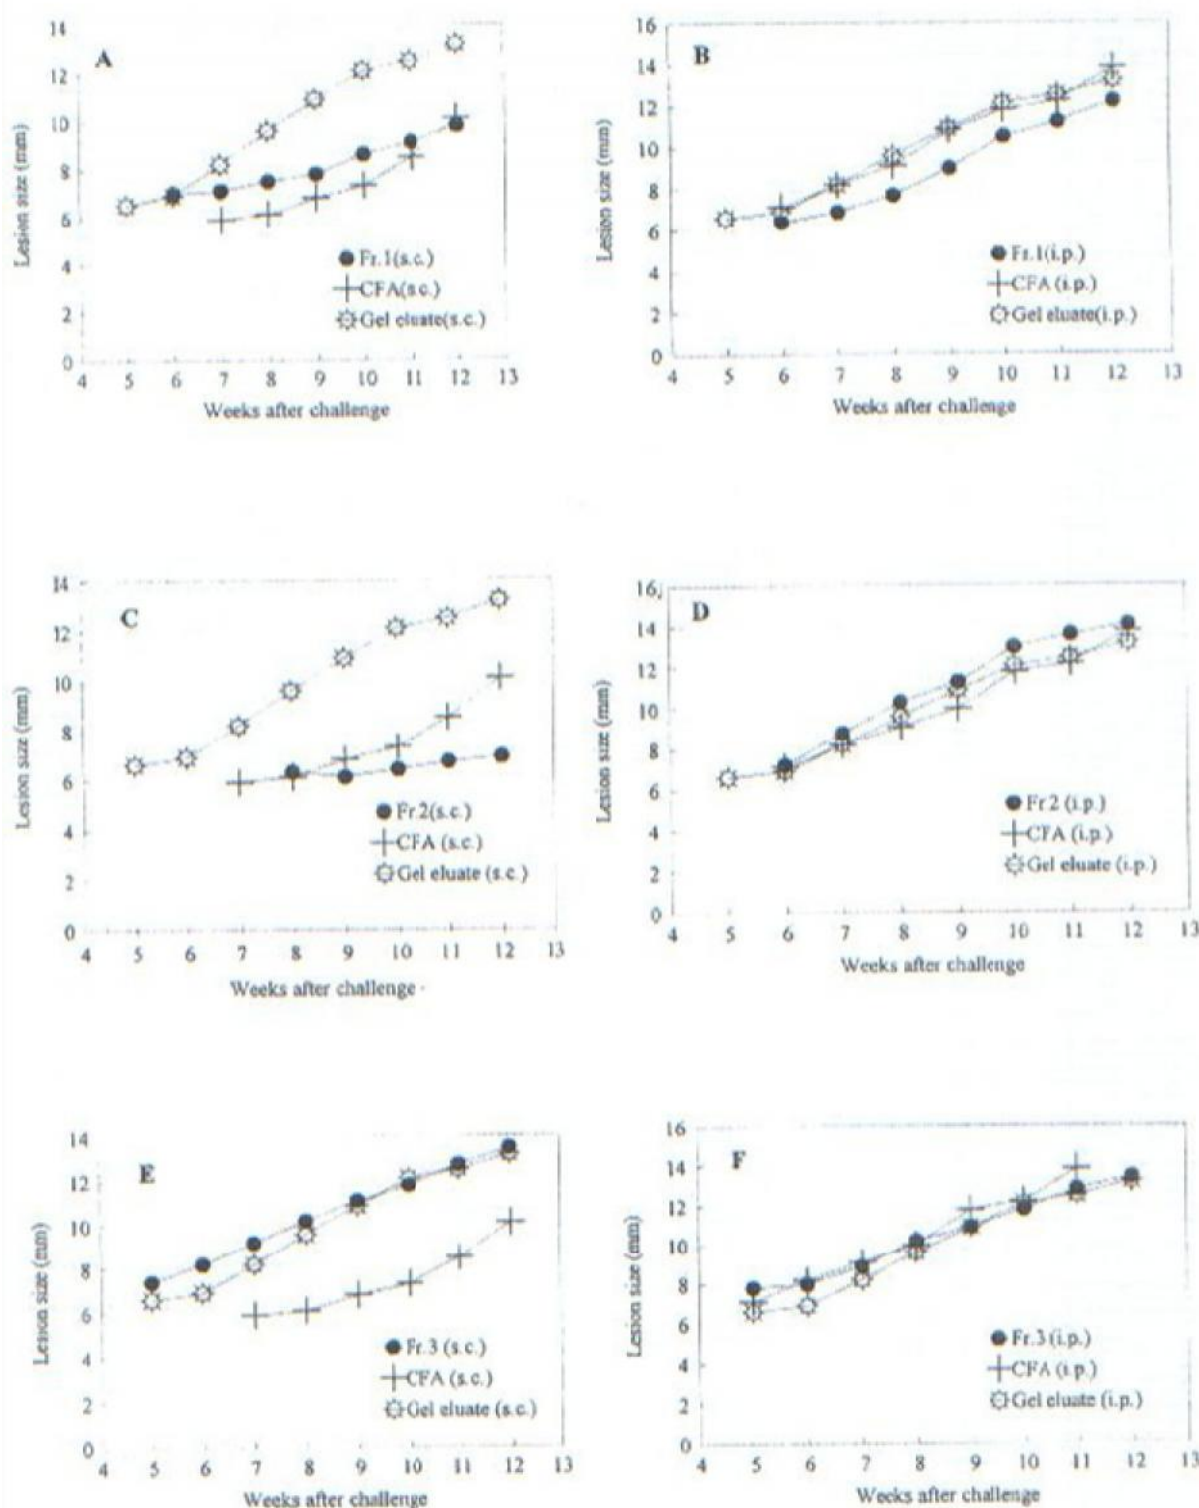 A
14
12
10
8
6
4
2
0
Lesion size (mm)
Fr.1(s.c.)
CFA(s.c.)
Gel eluate(s.c.)
4 5 6 7 8 9 10 11 12 13
Weeks after challenge
B
16
14
12
10
8
6
4
2
0
Lesion size (mm)
Fr.1(i.p.)
CFA (i.p.)
Gel eluate(i.p.)
4 5 6 7 8 9 10 11 12 13
Weeks after challenge
C
14
12
10
8
6
4
2
0
Lesion size (mm)
Fr.2(s.c.)
CFA (s.c.)
Gel eluate (s.c.)
4 5 6 7 8 9 10 11 12 13
Weeks after challenge
D
16
14
12
10
8
6
4
2
0
Lesion size (mm)
Fr.2 (i.p.)
CFA (i.p.)
Gel eluate (i.p.)
4 5 6 7 8 9 10 11 12 13
Weeks after challenge
E
14
12
10
8
6
4
2
0
Lesion size (mm)
Fr.3 (s.c.)
CFA (s.c.)
Gel eluate (s.c.)
4 5 6 7 8 9 10 11 12 13
Weeks after challenge
F
16
14
12
10
8
6
4
2
0
Lesion size (mm)
Fr.3 (i.p.)
CFA (i.p.)
Gel eluate (i.p.)
4 5 6 7 8 9 10 11 12 13
Weeks after challenge